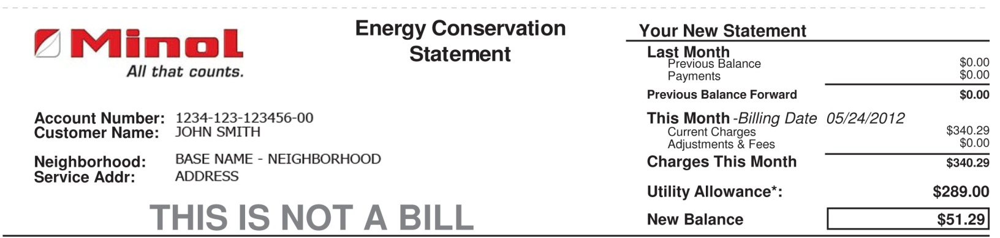 Minol
All that counts.
Energy Conservation
Statement
Account Number: 1234-123-123456-00
Customer Name: JOHN SMITH
Neighborhood: BASE NAME - NEIGHBORHOOD
Service Addr: ADDRESS
THIS IS NOT A BILL
Your New Statement
Last Month
Previous Balance $0.00
Payments $0.00
Previous Balance Forward $0.00
This Month -Billing Date 05/24/2012
Current Charges $340.29
Adjustments & Fees $0.00
Charges This Month $340.29
Utility Allowance*: $289.00
New Balance $51.29